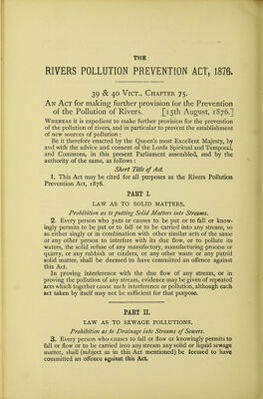 THE
RIVERS POLLUTION PREVENTION ACT, 1876.
39 & 40 VICT., CHAPTER 75.
AN ACT for making further provision for the Prevention
of the Pollution of Rivers. [15th August, 1876.]
WHEREAS it is expedient to make further provision for the prevention
of the pollution of rivers, and in particular to prevent the establishment
of new sources of pollution :
Be it therefore enacted by the Queen's most Excellent Majesty, by
and with the advice and consent of the Lords Spiritual and Temporal,
and Commons, in this present Parliament assembled, and by the
authority of the same, as follows :
Short Title of Act.
1. This Act may be cited for all purposes as the Rivers Pollution
Prevention Act, 1876.
PART I.
LAW AS TO SOLID MATTERS.
Prohibition as to putting Solid Matters into Streams.
2. Every person who puts or causes to be put or to fall or know-
ingly permits to be put or to fall or to be carried into any stream, so
as either singly or in combination with other similar acts of the same
or any other person to interfere with its due flow, or to pollute its
waters, the solid refuse of any manufactory, manufacturing process or
quarry, or any rubbish or cinders, or any other waste or any putrid
solid matter, shall be deemed to have committed an offence against
this Act.
In proving interference with the due flow of any stream, or in
proving the pollution of any stream, evidence may be given of repeated
acts which together cause such interference or pollution, although each
act taken by itself may not be sufficient for that purpose.
PART II.
LAW AS TO SEWAGE POLLUTIONS.
Prohibition as to Drainage into Streams of Sewers.
3. Every person who causes to fall or flow or knowingly permits to
fall or flow or to be carried into any stream any solid or liquid sewage
matter, shall (subject as in this Act mentioned) be deemed to have
committed an offence against this Act.